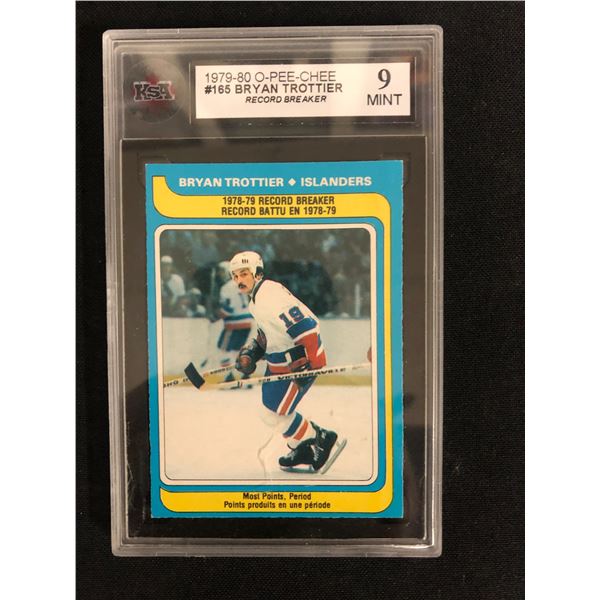 KSA
1979-80 O-PEE-CHEE
#165 BRYAN TROTTIER
RECORD BREAKER
9
MINT
BRYAN TROTTIER ◆ ISLANDERS
1978-79 RECORD BREAKER
RECORD BATTU EN 1978-79
19
VICTORIAVILLE
Most Points, Period
Points produits en une période